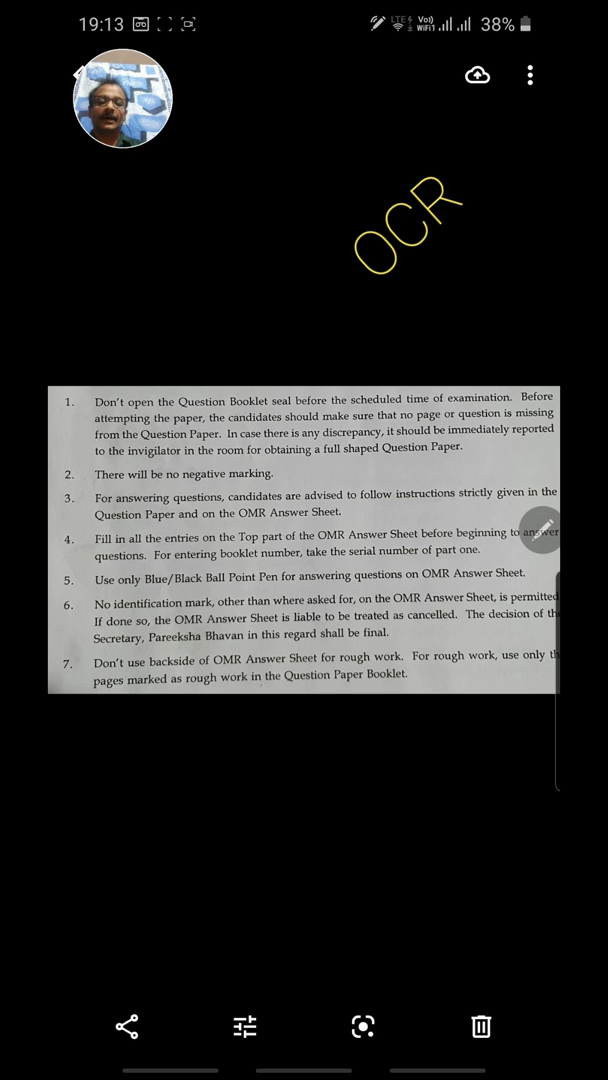 19:13
LTE
Vo))
WiFi1
38%
OCR
1. Don't open the Question Booklet seal before the scheduled time of examination. Before
attempting the paper, the candidates should make sure that no page or question is missing
from the Question Paper. In case there is any discrepancy, it should be immediately reported
to the invigilator in the room for obtaining a full shaped Question Paper.
2. There will be no negative marking.
3. For answering questions, candidates are advised to follow instructions strictly given in the
Question Paper and on the OMR Answer Sheet.
4. Fill in all the entries on the Top part of the OMR Answer Sheet before beginning to answer
questions. For entering booklet number, take the serial number of part one.
5. Use only Blue/Black Ball Point Pen for answering questions on OMR Answer Sheet.
6. No identification mark, other than where asked for, on the OMR Answer Sheet, is permitted
If done so, the OMR Answer Sheet is liable to be treated as cancelled. The decision of the
Secretary, Pareeksha Bhavan in this regard shall be final.
7. Don't use backside of OMR Answer Sheet for rough work. For rough work, use only th
pages marked as rough work in the Question Paper Booklet.